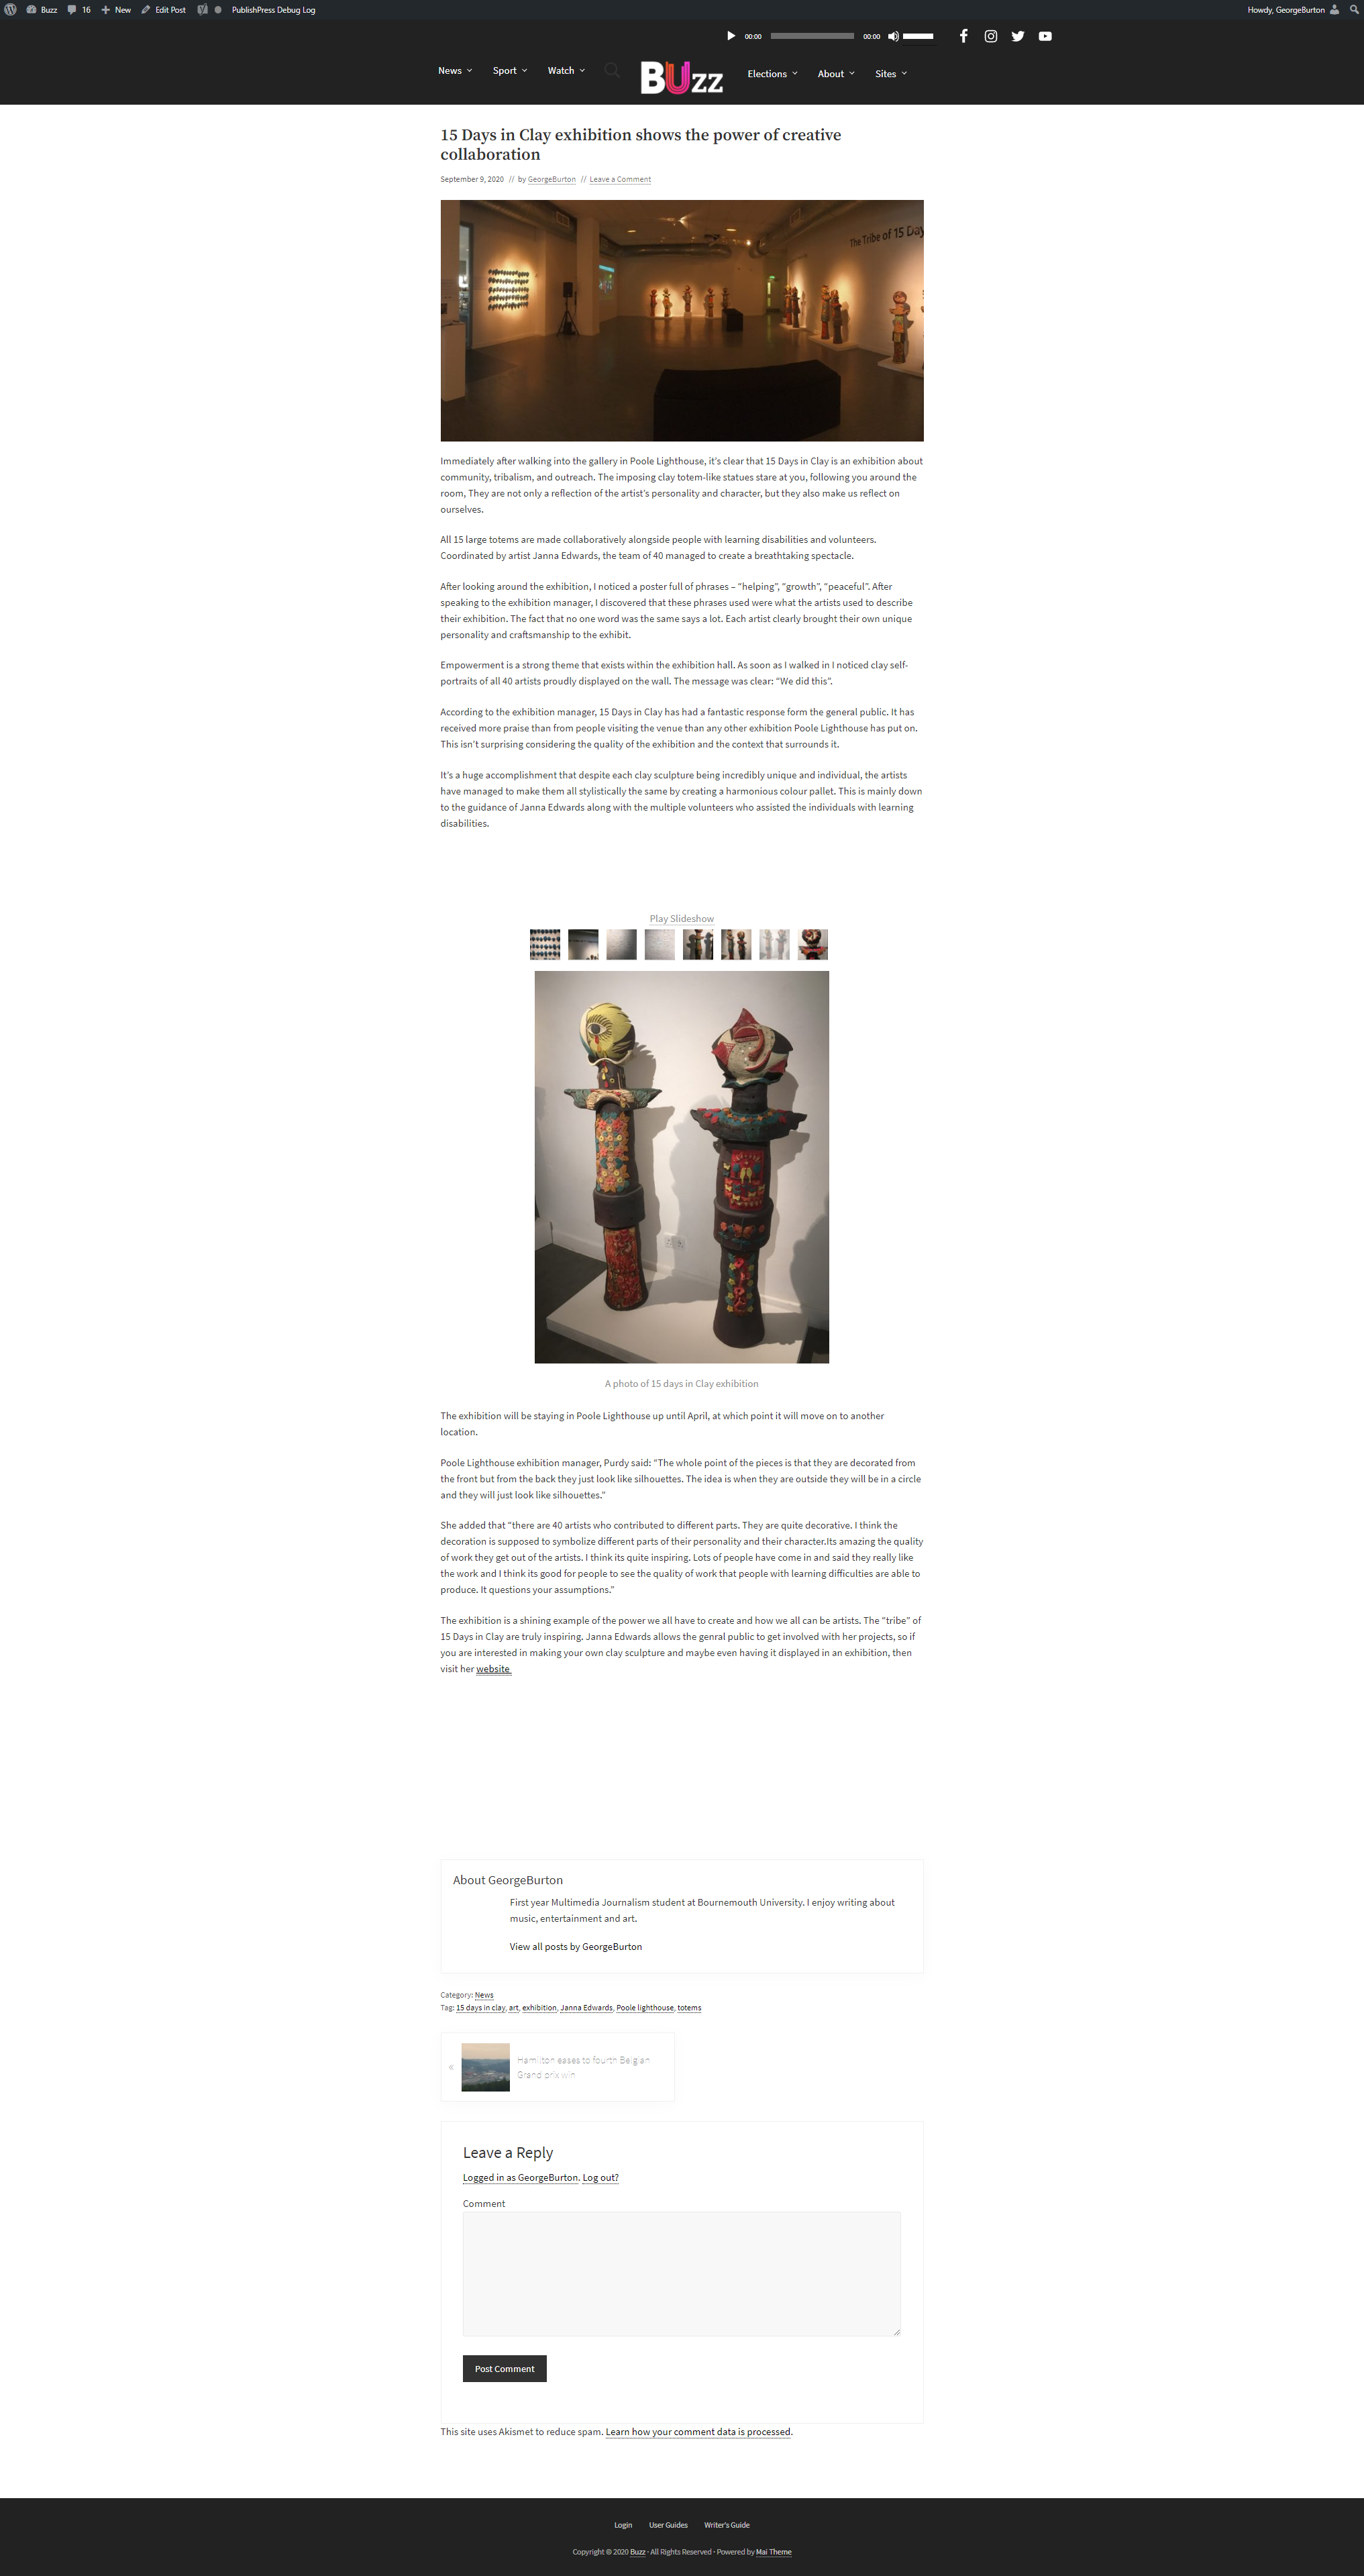 Buzz 16 New Edit Post PublishPress Debug Log Howdy, GeorgeBurton
00:00 00:00
News Sport Watch BUzz Elections About Sites
15 Days in Clay exhibition shows the power of creative
collaboration
September 9, 2020 // by GeorgeBurton // Leave a Comment
The Tribe of 15 Day
Immediately after walking into the gallery in Poole Lighthouse, it's clear that 15 Days in Clay is an exhibition about
community, tribalism, and outreach. The imposing clay totem-like statues stare at you, following you around the
room, They are not only a reflection of the artist's personality and character, but they also make us reflect on
ourselves.
All 15 large totems are made collaboratively alongside people with learning disabilities and volunteers.
Coordinated by artist Janna Edwards, the team of 40 managed to create a breathtaking spectacle.
After looking around the exhibition, I noticed a poster full of phrases – “helping”, “growth”, “peaceful”. After
speaking to the exhibition manager, I discovered that these phrases used were what the artists used to describe
their exhibition. The fact that no one word was the same says a lot. Each artist clearly brought their own unique
personality and craftsmanship to the exhibit.
Empowerment is a strong theme that exists within the exhibition hall. As soon as I walked in I noticed clay self-
portraits of all 40 artists proudly displayed on the wall. The message was clear: “We did this”.
According to the exhibition manager, 15 Days in Clay has had a fantastic response form the general public. It has
received more praise than from people visiting the venue than any other exhibition Poole Lighthouse has put on.
This isn't surprising considering the quality of the exhibition and the context that surrounds it.
It's a huge accomplishment that despite each clay sculpture being incredibly unique and individual, the artists
have managed to make them all stylistically the same by creating a harmonious colour pallet. This is mainly down
to the guidance of Janna Edwards along with the multiple volunteers who assisted the individuals with learning
disabilities.
Play Slideshow
A photo of 15 days in Clay exhibition
The exhibition will be staying in Poole Lighthouse up until April, at which point it will move on to another
location.
Poole Lighthouse exhibition manager, Purdy said: “The whole point of the pieces is that they are decorated from
the front but from the back they just look like silhouettes. The idea is when they are outside they will be in a circle
and they will just look like silhouettes.”
She added that “there are 40 artists who contributed to different parts. They are quite decorative. I think the
decoration is supposed to symbolize different parts of their personality and their character.Its amazing the quality
of work they get out of the artists. I think its quite inspiring. Lots of people have come in and said they really like
the work and I think its good for people to see the quality of work that people with learning difficulties are able to
produce. It questions your assumptions.”
The exhibition is a shining example of the power we all have to create and how we all can be artists. The “tribe” of
15 Days in Clay are truly inspiring. Janna Edwards allows the genral public to get involved with her projects, so if
you are interested in making your own clay sculpture and maybe even having it displayed in an exhibition, then
visit her website
About GeorgeBurton
First year Multimedia Journalism student at Bournemouth University. I enjoy writing about
music, entertainment and art.
View all posts by GeorgeBurton
Category: News
Tag: 15 days in clay, art, exhibition, Janna Edwards, Poole lighthouse, totems
« Hamilton eases to fourth Belgian
Grand prix win
Leave a Reply
Logged in as GeorgeBurton. Log out?
Comment
Post Comment
This site uses Akismet to reduce spam. Learn how your comment data is processed.
Login User Guides Writer's Guide
Copyright © 2020 Buzz · All Rights Reserved · Powered by Mai Theme